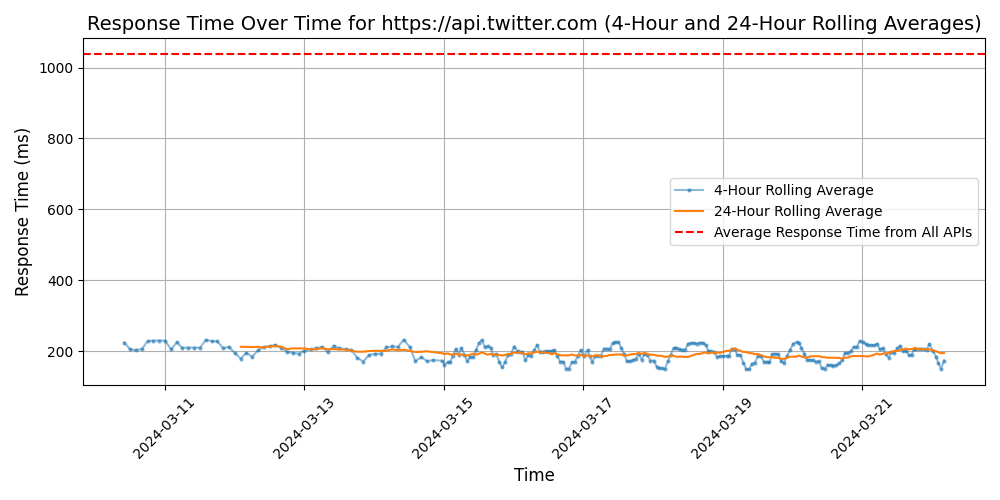 Response Time Over Time for https://api.twitter.com (4-Hour and 24-Hour Rolling Averages)
Response Time (ms)
1000
800
600
400
200
4-Hour Rolling Average
24-Hour Rolling Average
Average Response Time from All APIs
2024-03-11
2024-03-13
2024-03-15
2024-03-17
2024-03-19
2024-03-21
Time